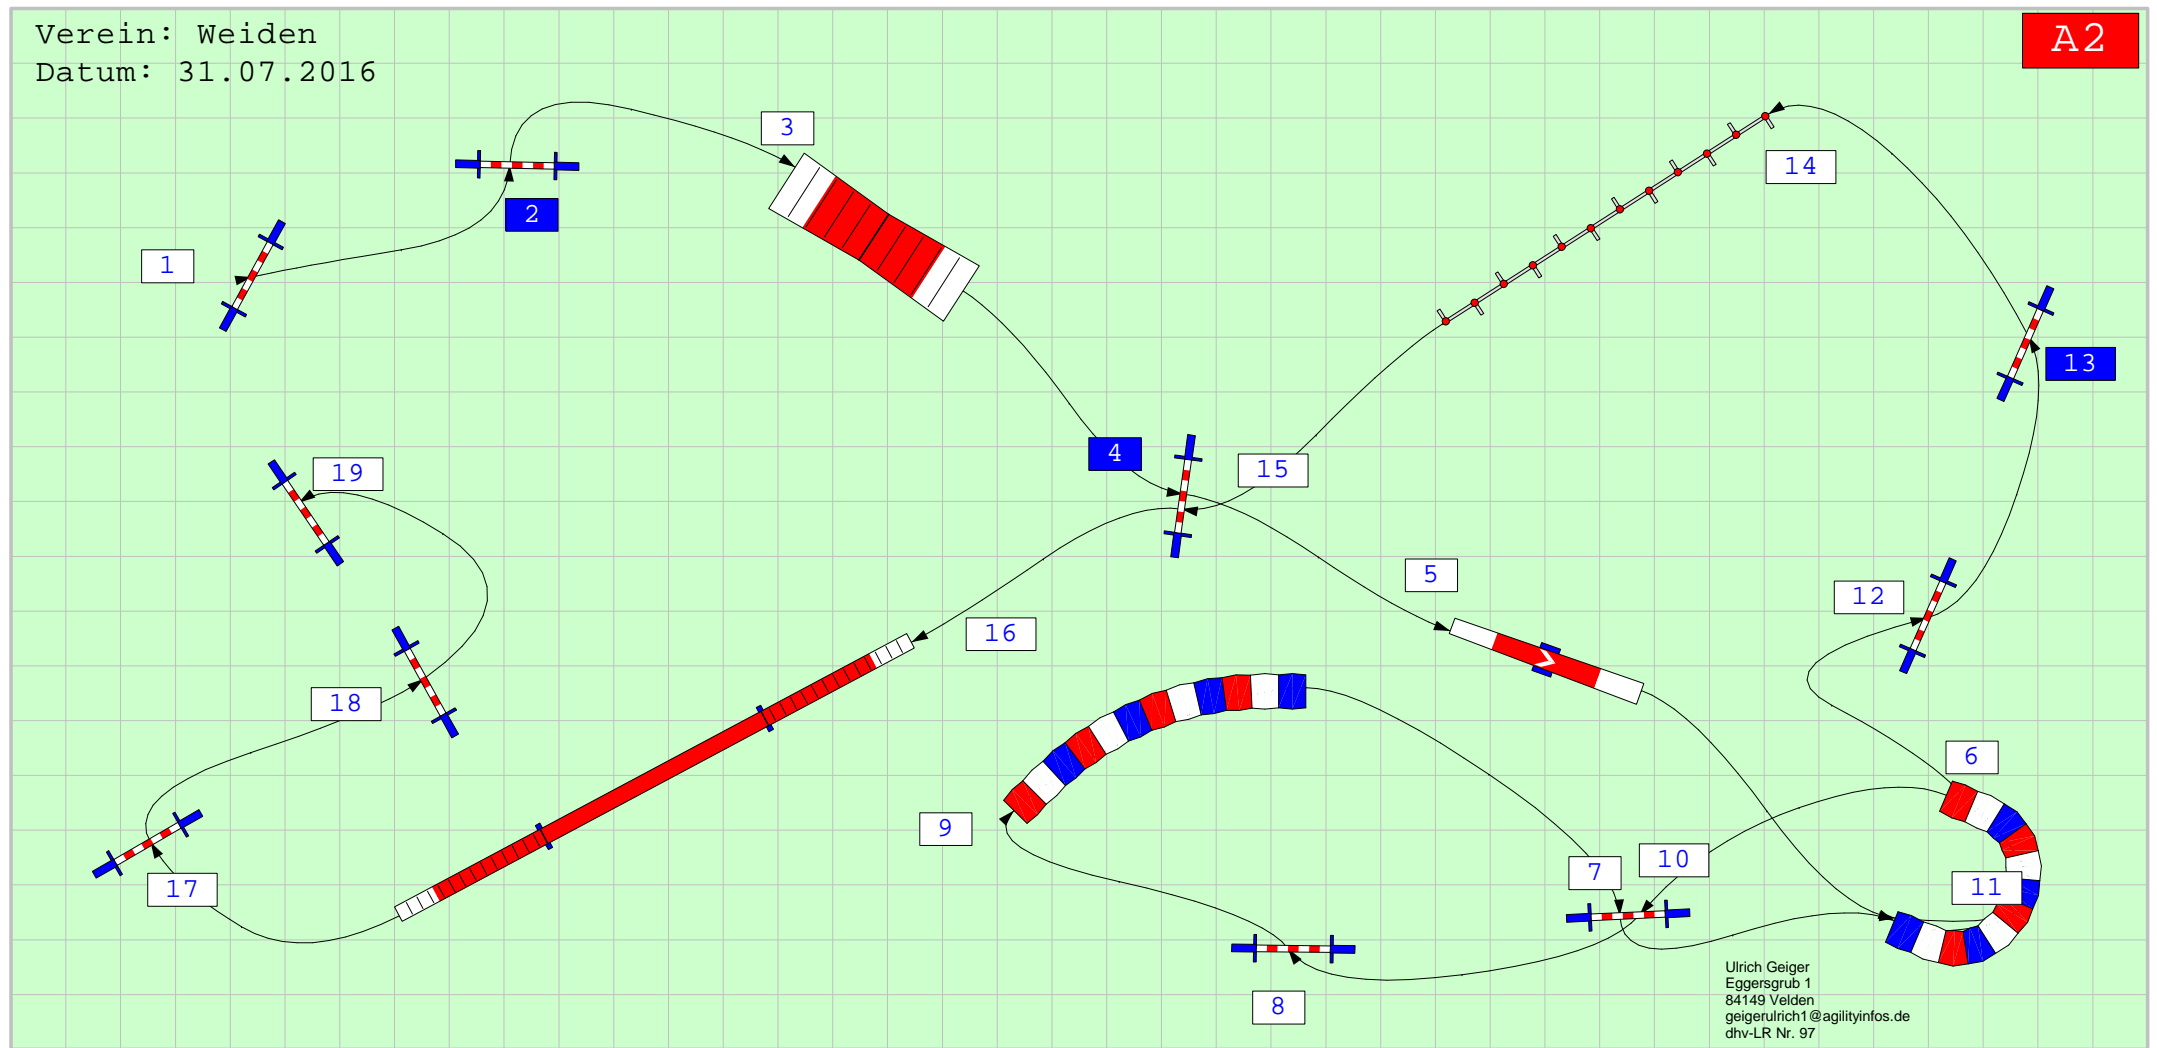 Verein: Weiden
Datum: 31.07.2016
A2
1
2
3
4
5
6
7
8
9
10
11
12
13
14
15
16
17
18
19
Ulrich Geiger
Eggersgrub 1
84149 Velden
geigerulrich1@agilityinfos.de
dhv-LR Nr. 97